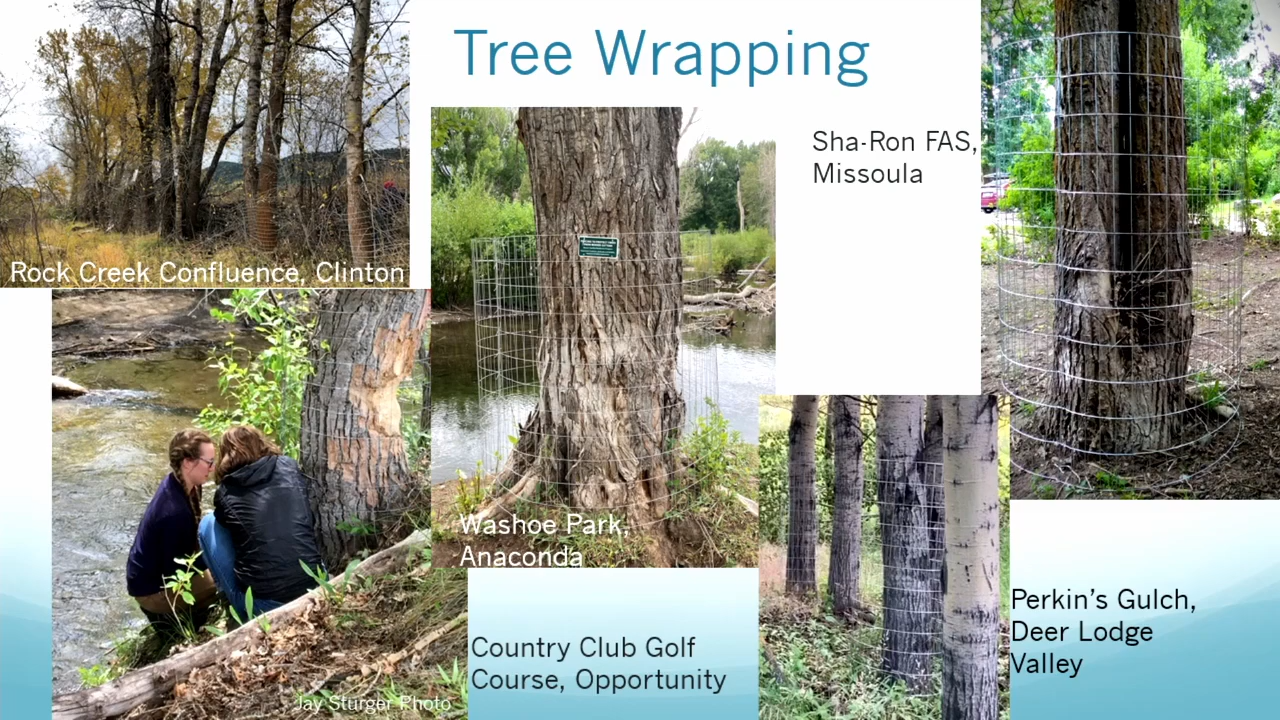 Tree Wrapping
Sha-Ron FAS,
Missoula
Rock Creek Confluence, Clinton
Washoe Park,
Anaconda
Perkin's Gulch,
Deer Lodge
Valley
Country Club Golf
Course, Opportunity
Jay Sturger Photo